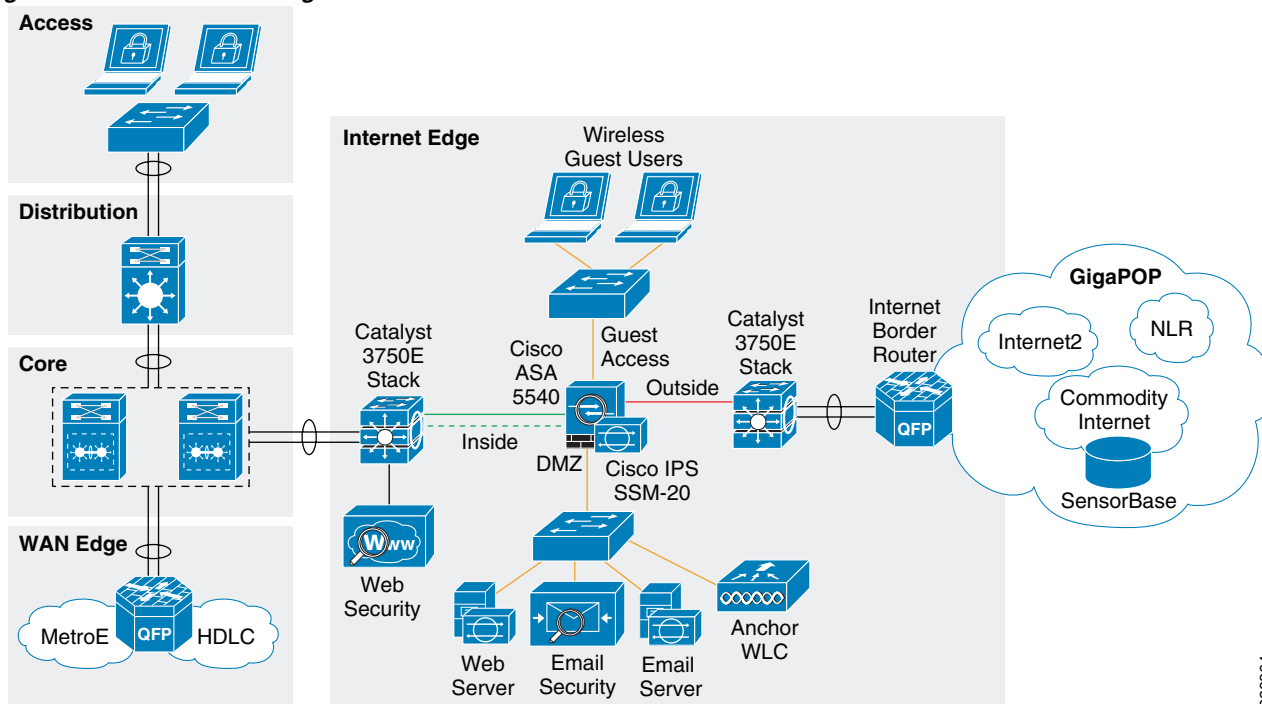 Access
Distribution
Core
WAN Edge
MetroE
QFP
HDLC
Internet Edge
Wireless
Guest Users
Catalyst
3750E
Stack
Cisco
ASA
5540
Guest
Access
Outside
Inside
DMZ
Cisco IPS
SSM-20
Catalyst
3750E
Stack
Internet
Border
Router
QFP
Www
Web
Security
Web
Server
Email
Security
Email
Server
Anchor
WLC
GigaPOP
Internet2
NLR
Commodity
Internet
SensorBase